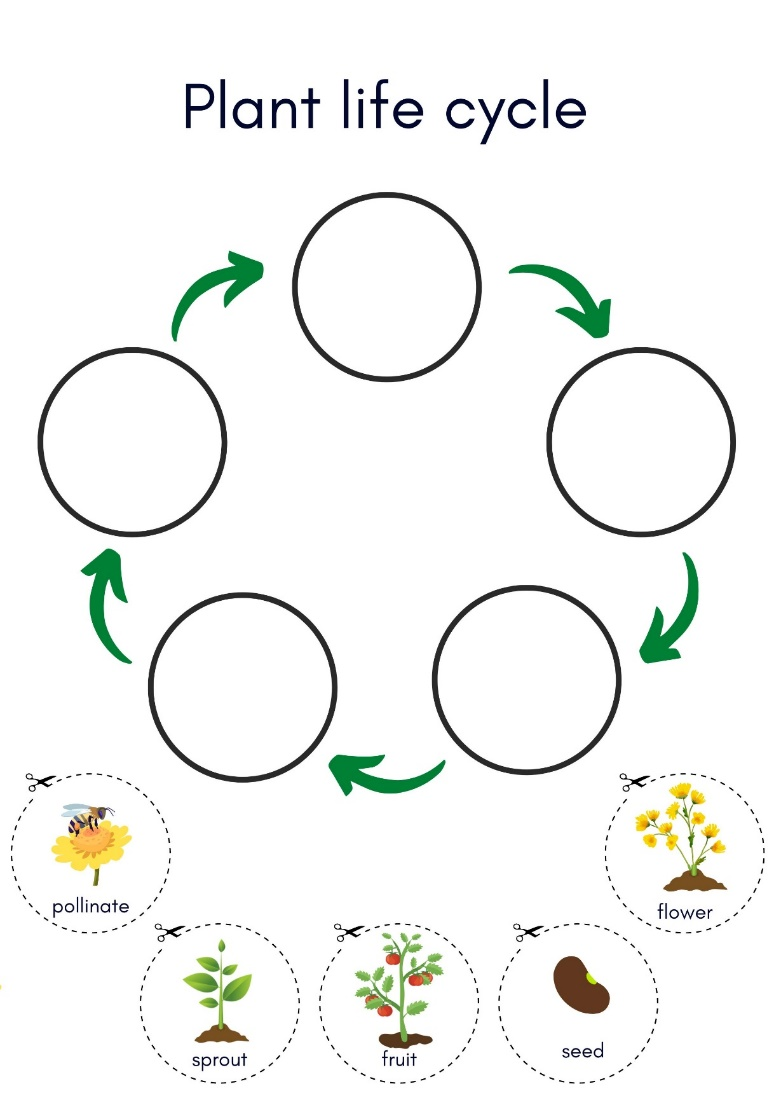 Plant life cycle
pollinate
flower
sprout
fruit
seed